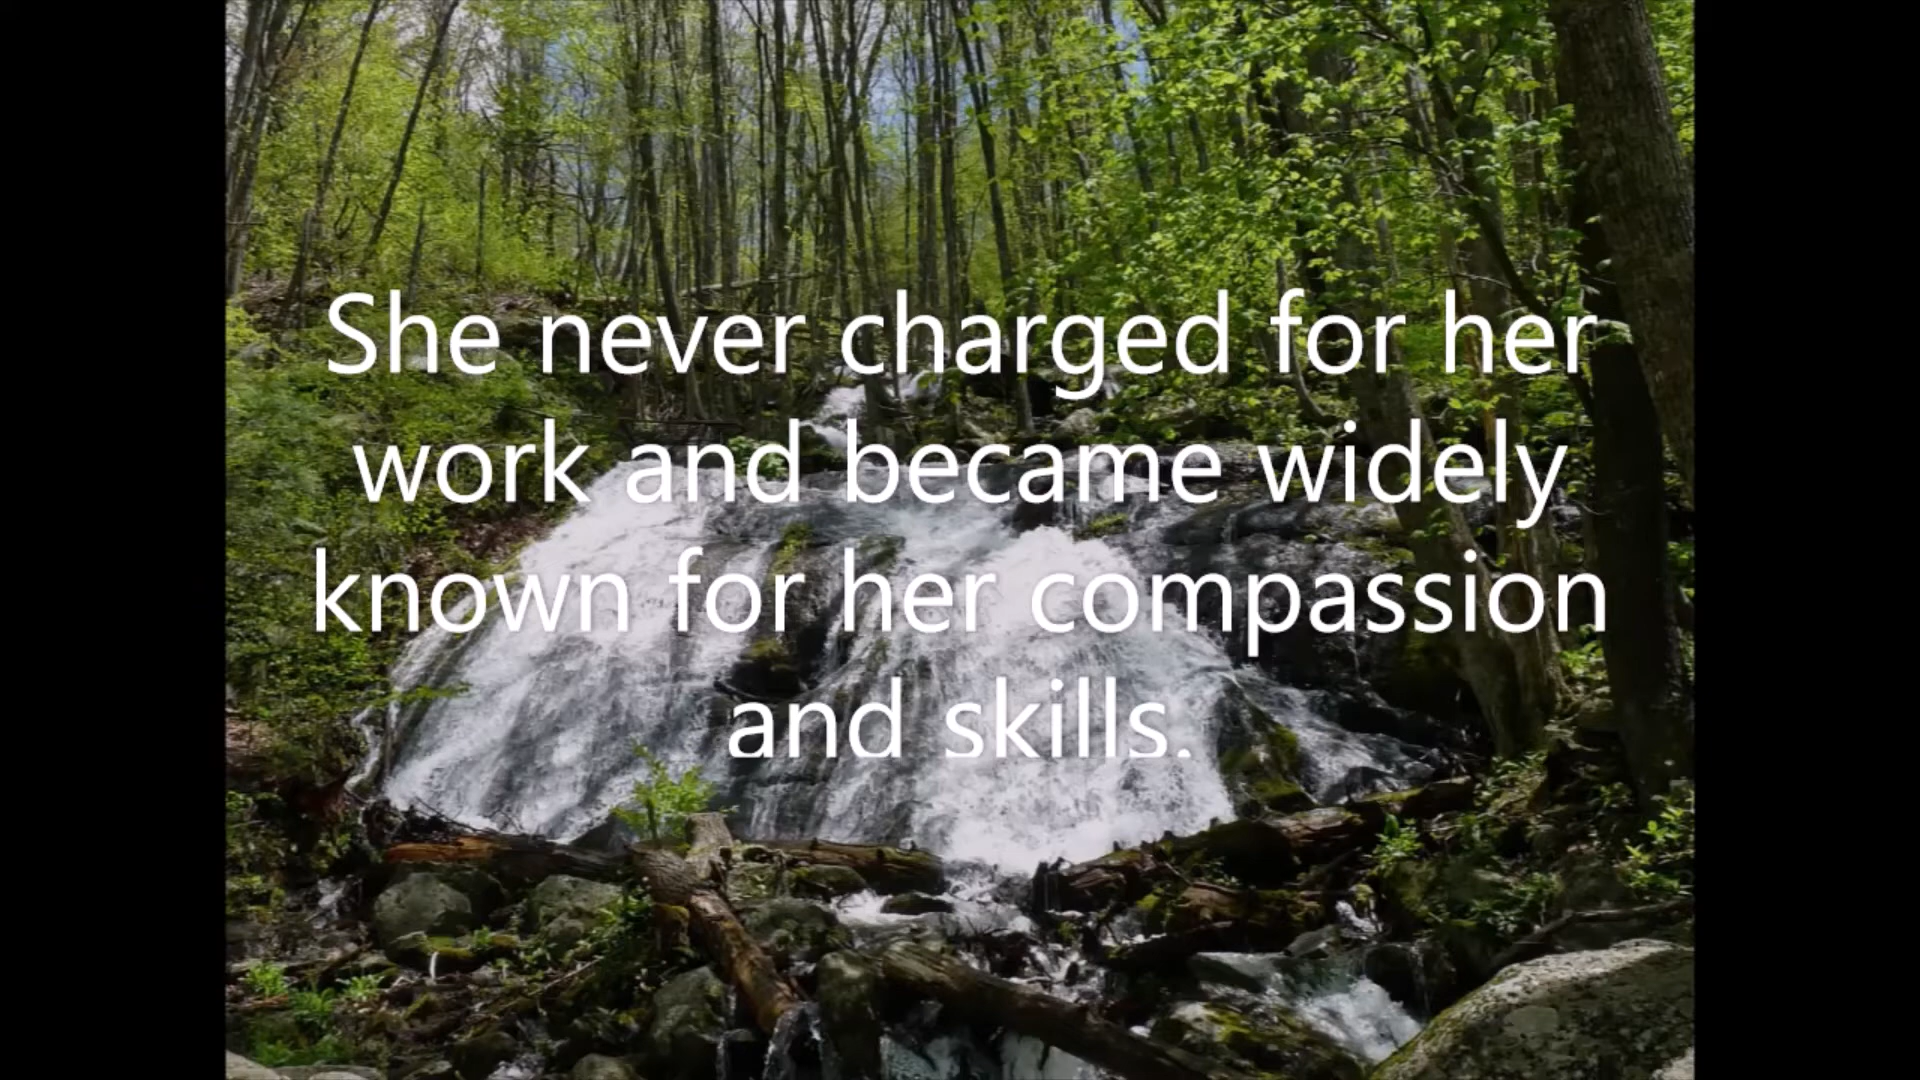 She never charged for her
work and became widely
known for her compassion
and skills.